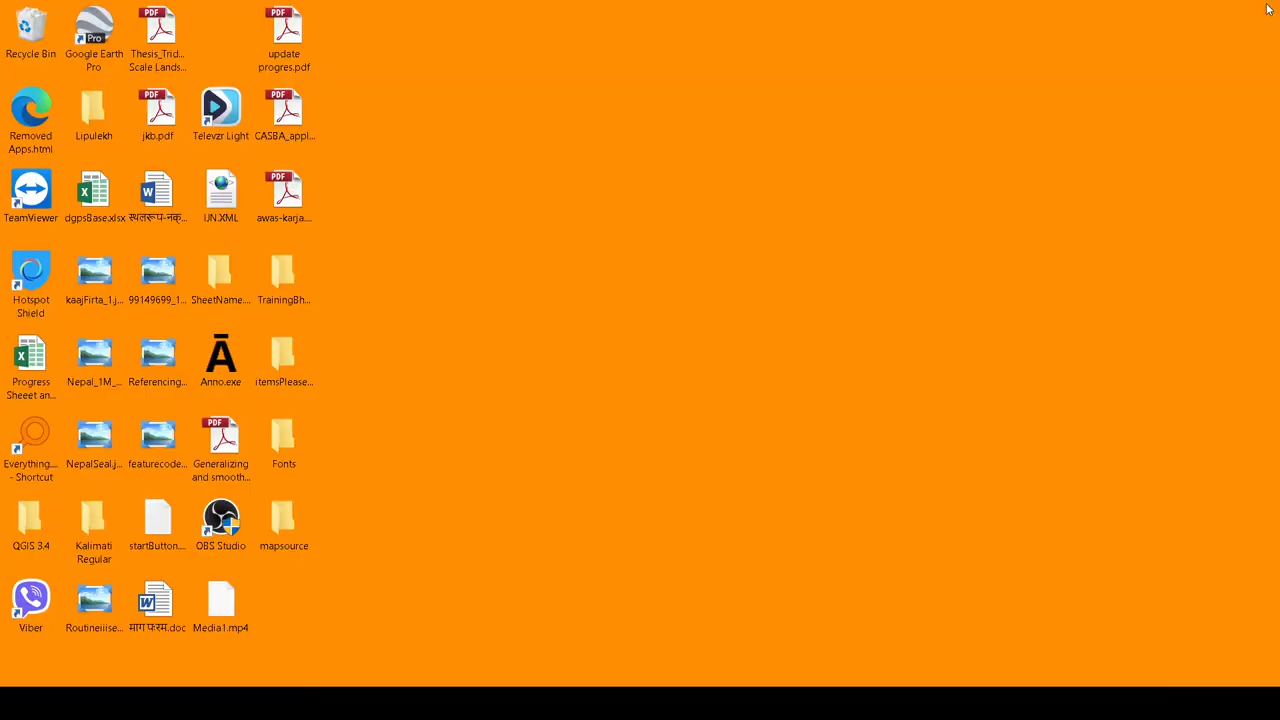 Recycle Bin
Google Earth
Pro
Pro
PDF
Thesis_Trid...
Scale Lands...
PDF
update
progres.pdf
Removed
Apps.html
Lipulekh
PDF
jkb.pdf
Televzr Light
PDF
CASBA_appl...
TeamViewer
dgpsBase.xlsx
स्थलरूप-नक्...
IJN.XML
PDF
awas-karja....
Hotspot
Shield
kaajFirta_1.j...
99149699_1...
SheetName....
TrainingBh...
Progress
Sheeet an...
Nepal_1M_...
Referencing...
Ā
Anno.exe
itemsPlease...
Everything....
- Shortcut
NepalSeal.j...
featurecode...
PDF
Generalizing
and smooth...
Fonts
QGIS 3.4
Kalimati
Regular
startButton....
OBS Studio
mapsource
Viber
Routineiiise...
माग फरम.doc
Media1.mp4